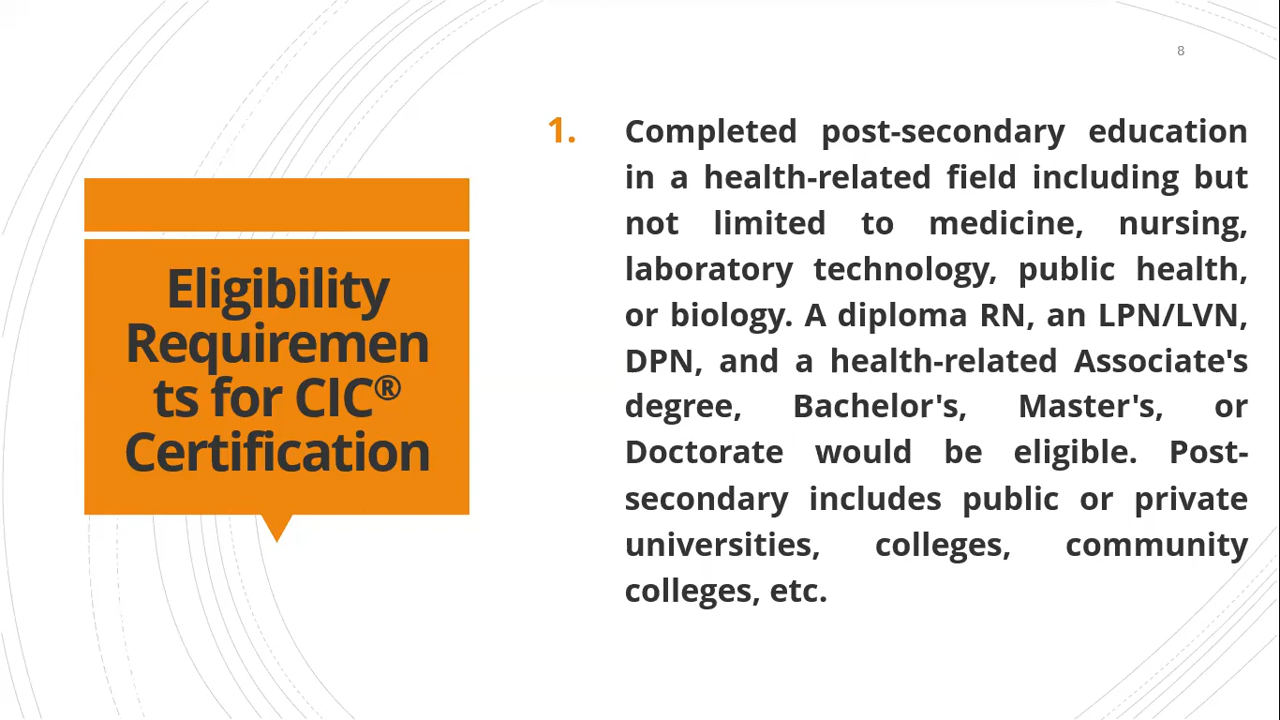 8
Eligibility
Requiremen
ts for CIC®
Certification
1. Completed post-secondary education
in a health-related field including but
not limited to medicine, nursing,
laboratory technology, public health,
or biology. A diploma RN, an LPN/LVN,
DPN, and a health-related Associate's
degree, Bachelor's, Master's, or
Doctorate would be eligible. Post-
secondary includes public or private
universities, colleges, community
colleges, etc.